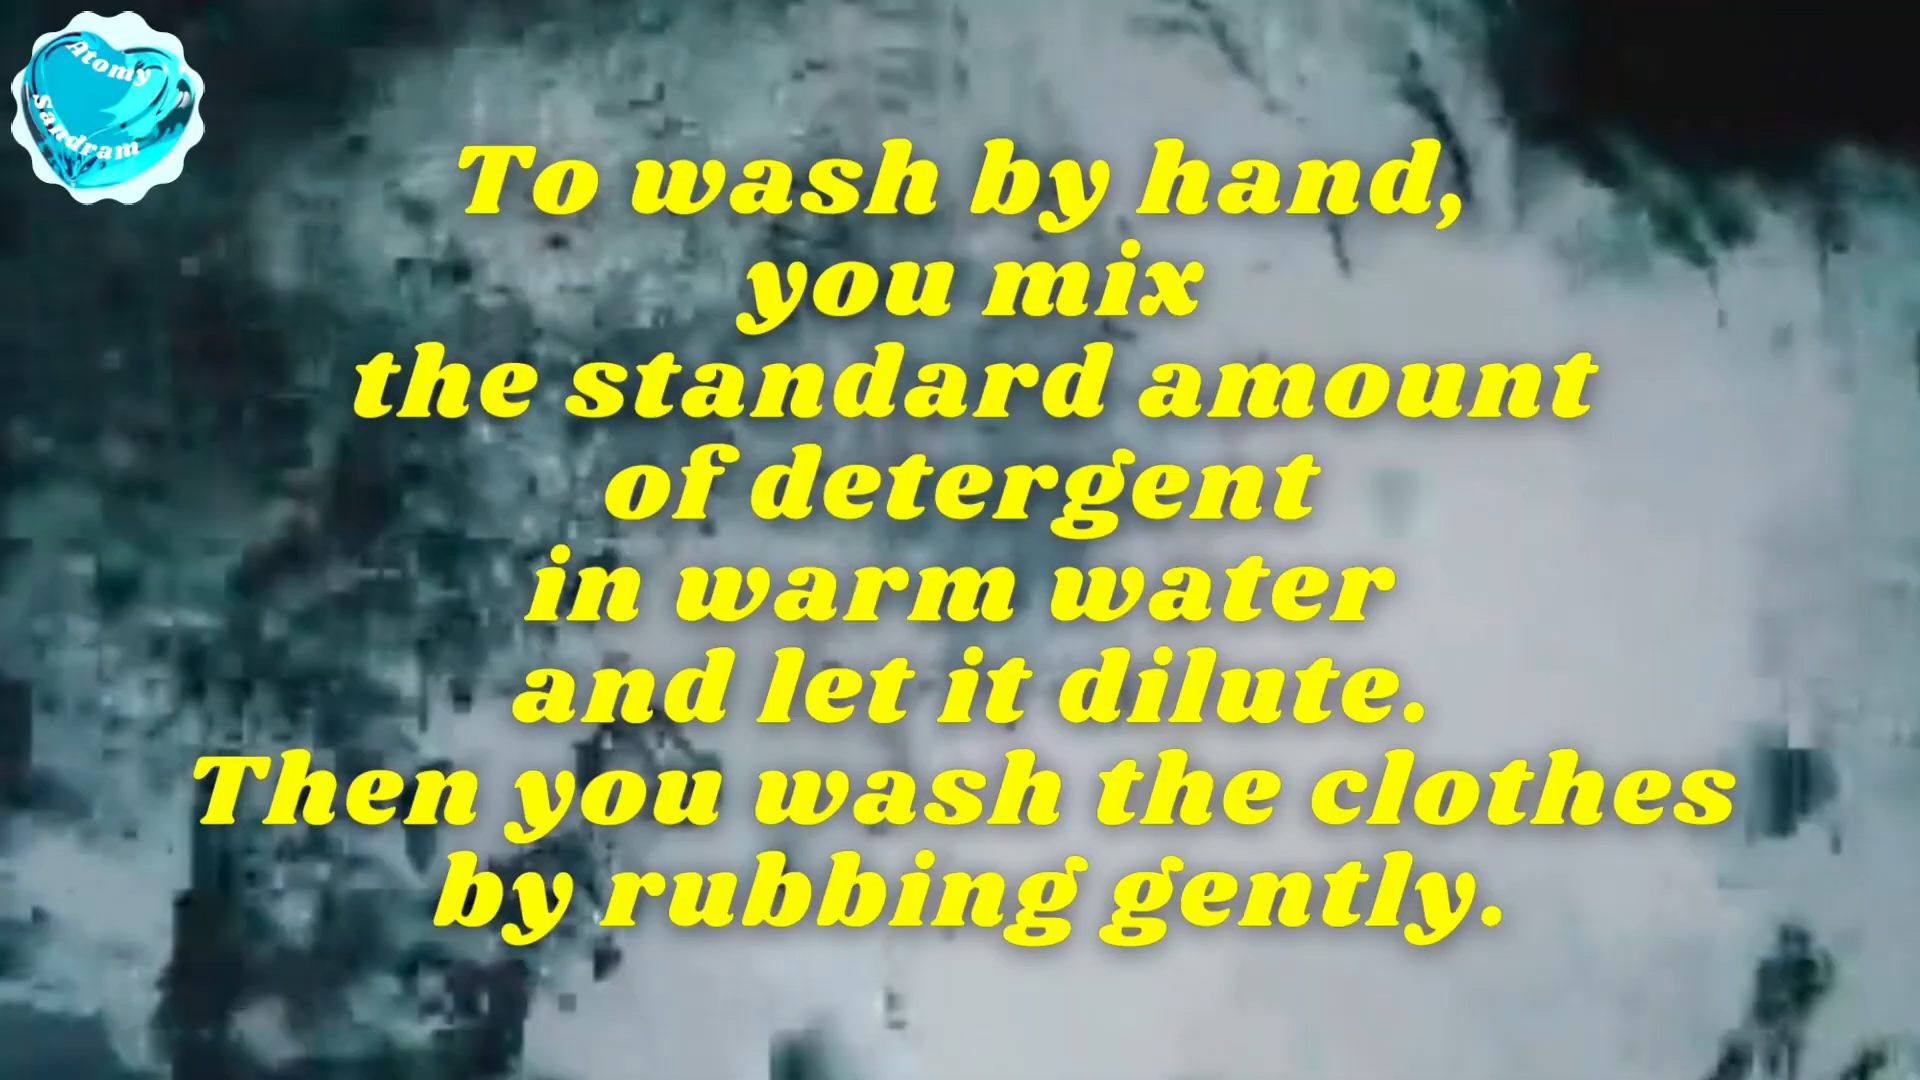 Atomy
Sandram
To wash by hand,
you mix
the standard amount
of detergent
in warm water
and let it dilute.
Then you wash the clothes
by rubbing gently.